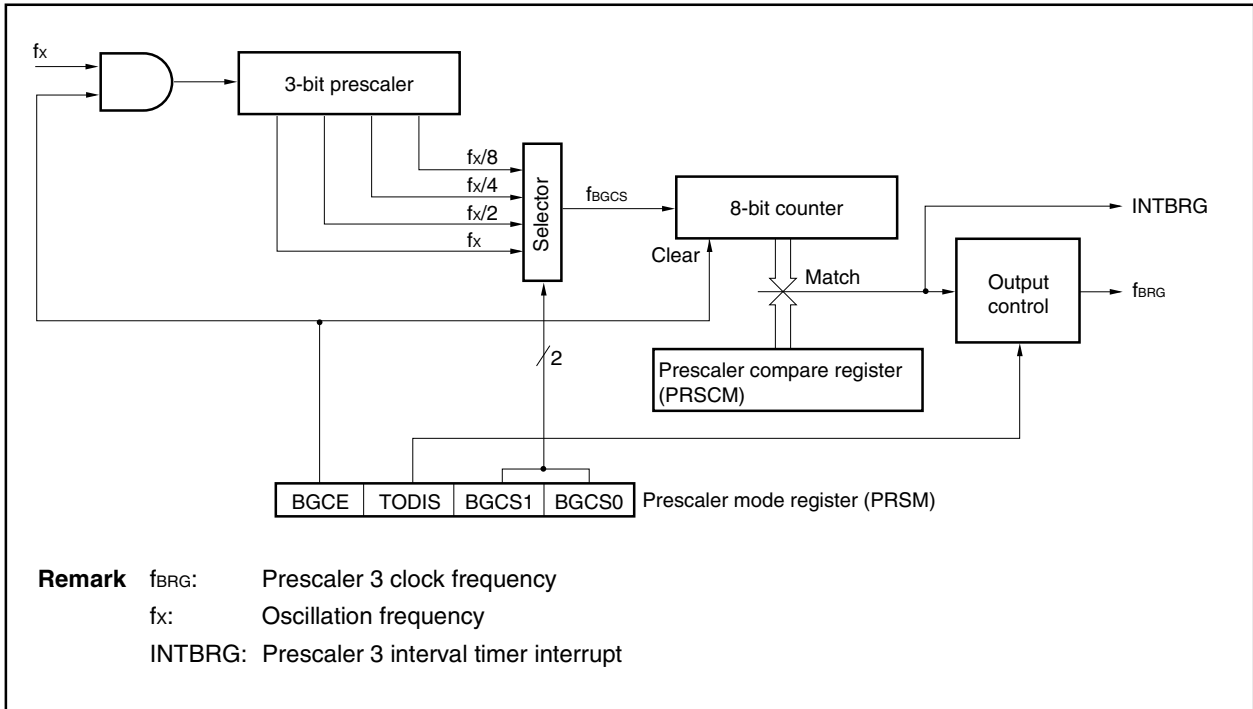 fX
3-bit prescaler
fX/8
fX/4
fX/2
fX
Selector
fBGCS
8-bit counter
Clear
Match
INTBRG
Output
control
fBRG
2
Prescaler compare register
(PRSCM)
BGCE TODIS BGCS1 BGCS0 Prescaler mode register (PRSM)
Remark fBRG: Prescaler 3 clock frequency
fX: Oscillation frequency
INTBRG: Prescaler 3 interval timer interrupt